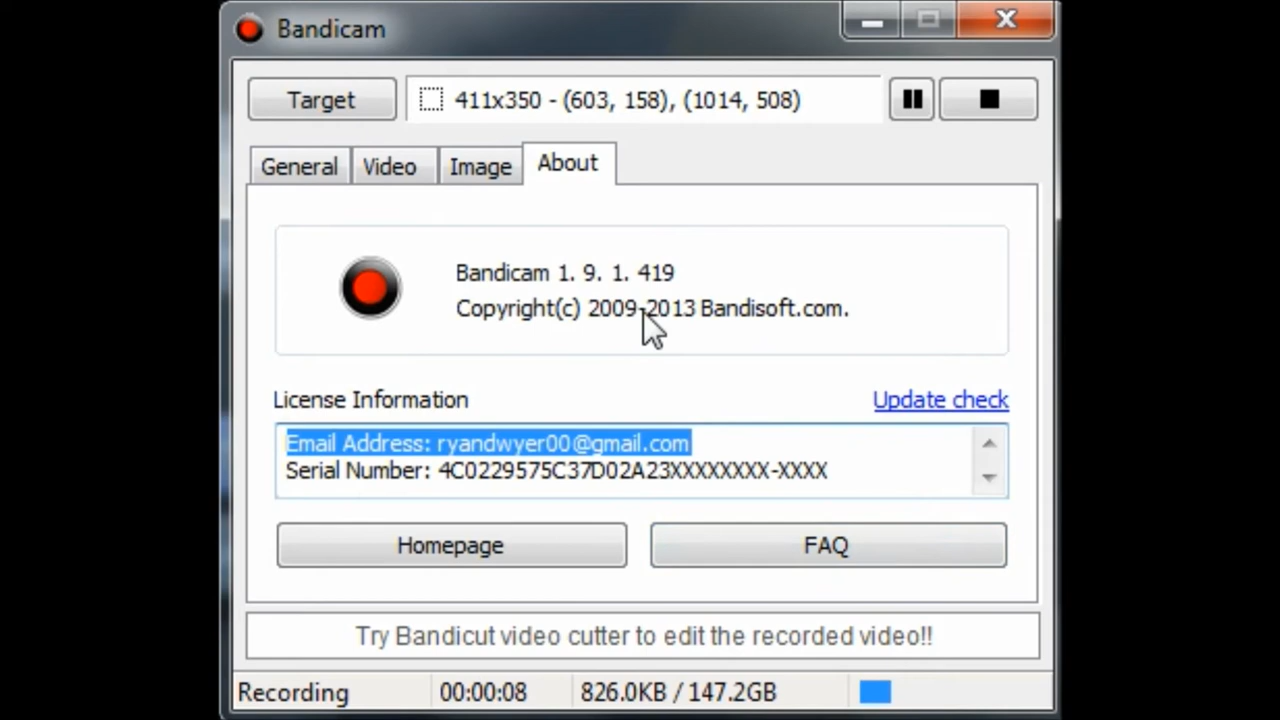 Bandicam
Target
411x350 - (603, 158), (1014, 508)
General Video Image About
Bandicam 1. 9. 1. 419
Copyright(c) 2009-2013 Bandisoft.com.
License Information Update check
Email Address: ryandwyer00@gmail.com
Serial Number: 4C0229575C37D02A23XXXXXXXX-XXXX
Homepage FAQ
Try Bandicut video cutter to edit the recorded video!!
Recording 00:00:08 826.0KB / 147.2GB